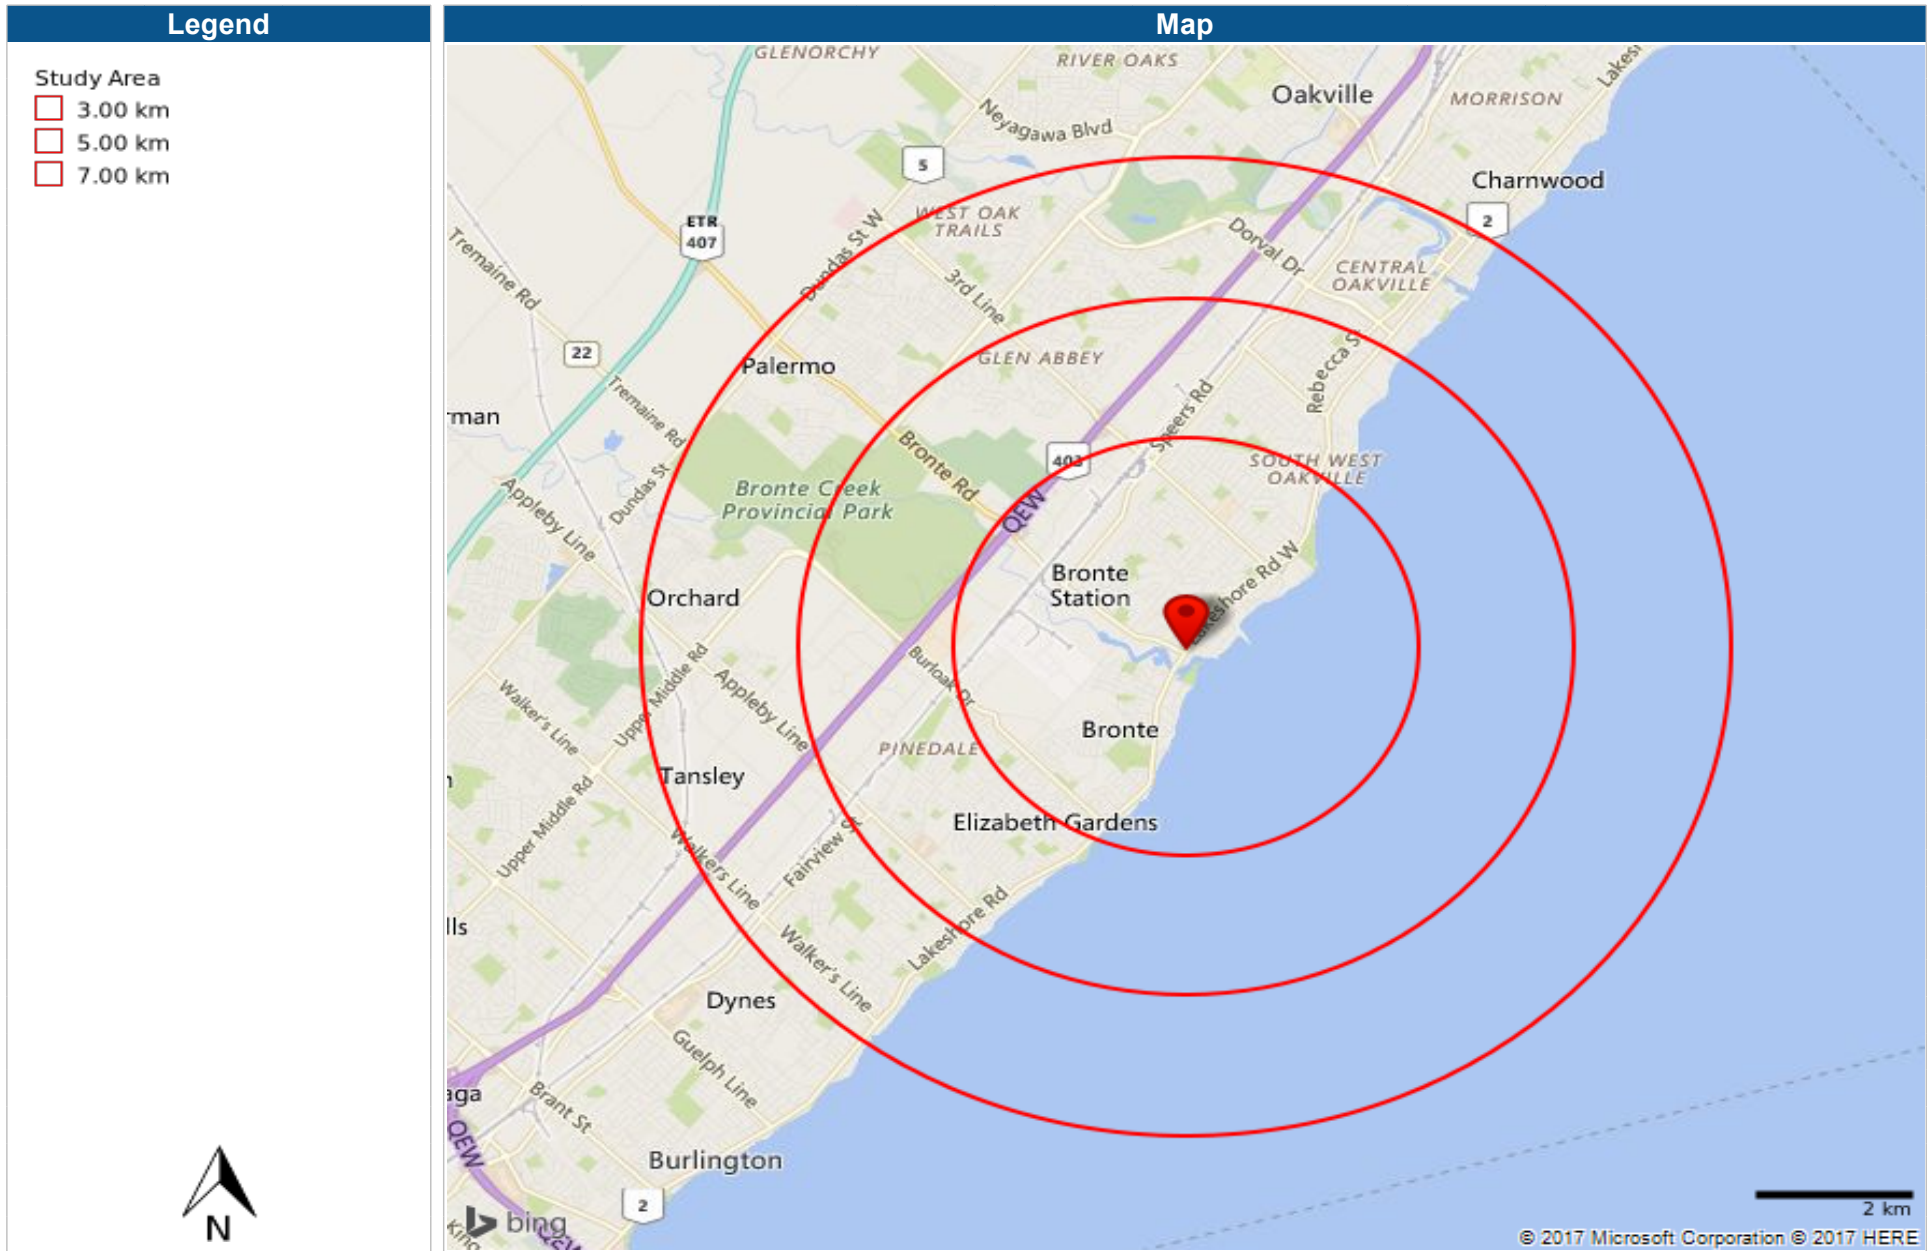 Legend
Map
Study Area
3.00 km
5.00 km
7.00 km
N
GLENORCHY
RIVER OAKS
Oakville
MORRISON
Lakes
Neyagawa Blvd
5
Charnwood
2
WEST OAK
TRAILS
ETR
407
Dundas St W
Tremaine Rd
Dorval Dr
CENTRAL
OAKVILLE
3rd Line
22
Palermo
GLEN ABBEY
Rebecca S
Tremaine Rd
rman
Speers Rd
Bronte Rd
403
SOUTH WEST
OAKVILLE
Bronte Creek
Provincial Park
Dundas St
Appleby Line
QEW
Bronte
Station
Lakeshore Rd W
Orchard
Burloak Dr
Upper Middle Rd
Appleby Line
Walker's Line
Bronte
PINEDALE
Tansley
Elizabeth Gardens
Upper Middle Rd
Walkers Line
Fairview St
lls
Lakeshore Rd
Walker's Line
Dynes
Guelph Line
aga
Brant St
QEW
Burlington
2
2 km
bing
King
QEW
© 2017 Microsoft Corporation © 2017 HERE